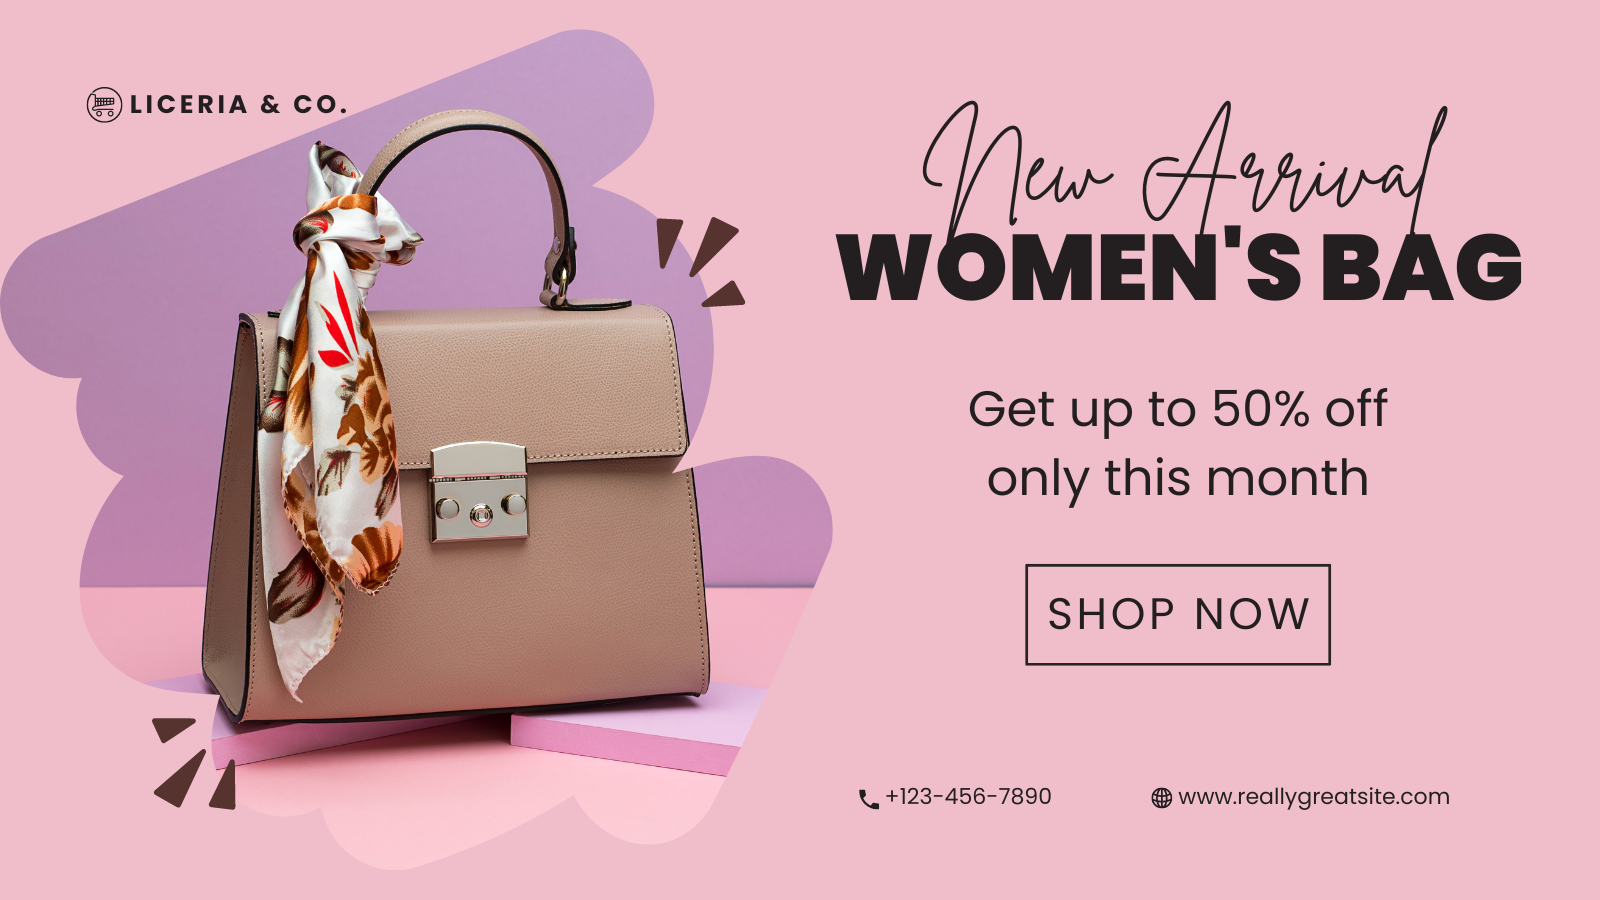 LICERIA & CO.
New Arrival
WOMEN'S BAG
Get up to 50% off
only this month
SHOP NOW
+123-456-7890
www.reallygreatsite.com